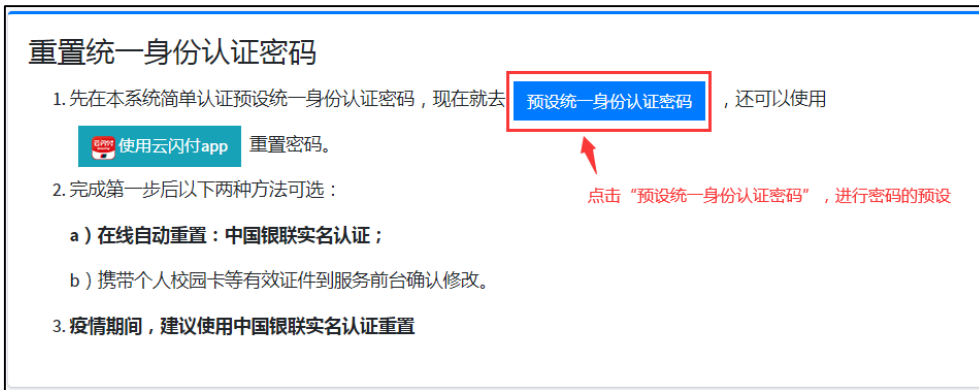 重置统一身份认证密码
1. 先在本系统简单认证预设统一身份认证密码，现在就去 预设统一身份认证密码 ，还可以使用
云闪付 使用云闪付app 重置密码。
2. 完成第一步后以下两种方法可选：
点击“预设统一身份认证密码”，进行密码的预设
a）在线自动重置：中国银联实名认证；
b）携带个人校园卡等有效证件到服务前台确认修改。
3. 疫情期间，建议使用中国银联实名认证重置